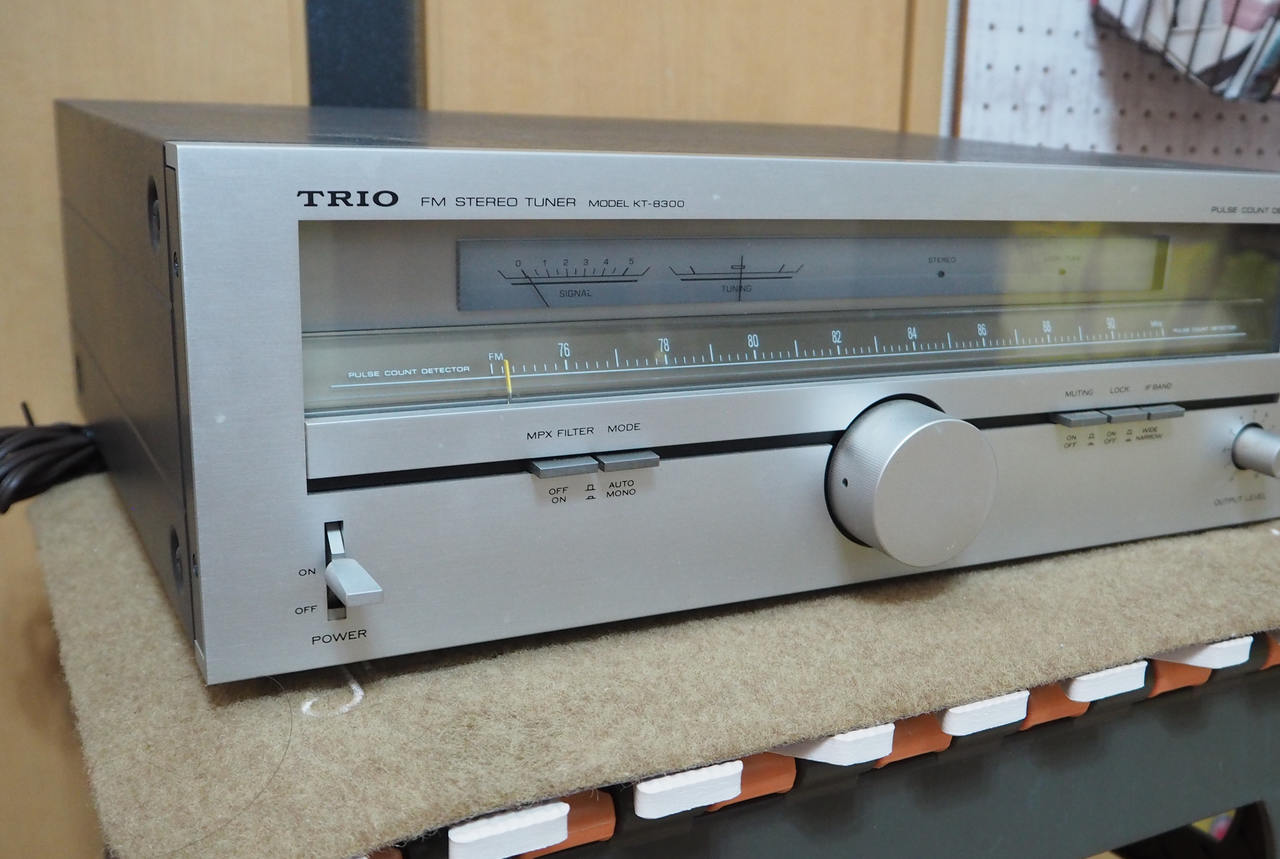 TRIO FM STEREO TUNER MODEL KT-8300
PULSE COUNT
0 1 2 3 4 5
SIGNAL
TUNING
STEREO
FM 76 78 80 82 84 86 88 90 MHz
PULSE COUNT DETECTOR
PULSE COUNT DETECTOR
MPX FILTER MODE
OFF AUTO
ON MONO
MUTING LOCK IF BAND
ON ON WIDE
OFF OFF NARROW
OUTPUT LEVEL
ON
OFF
POWER